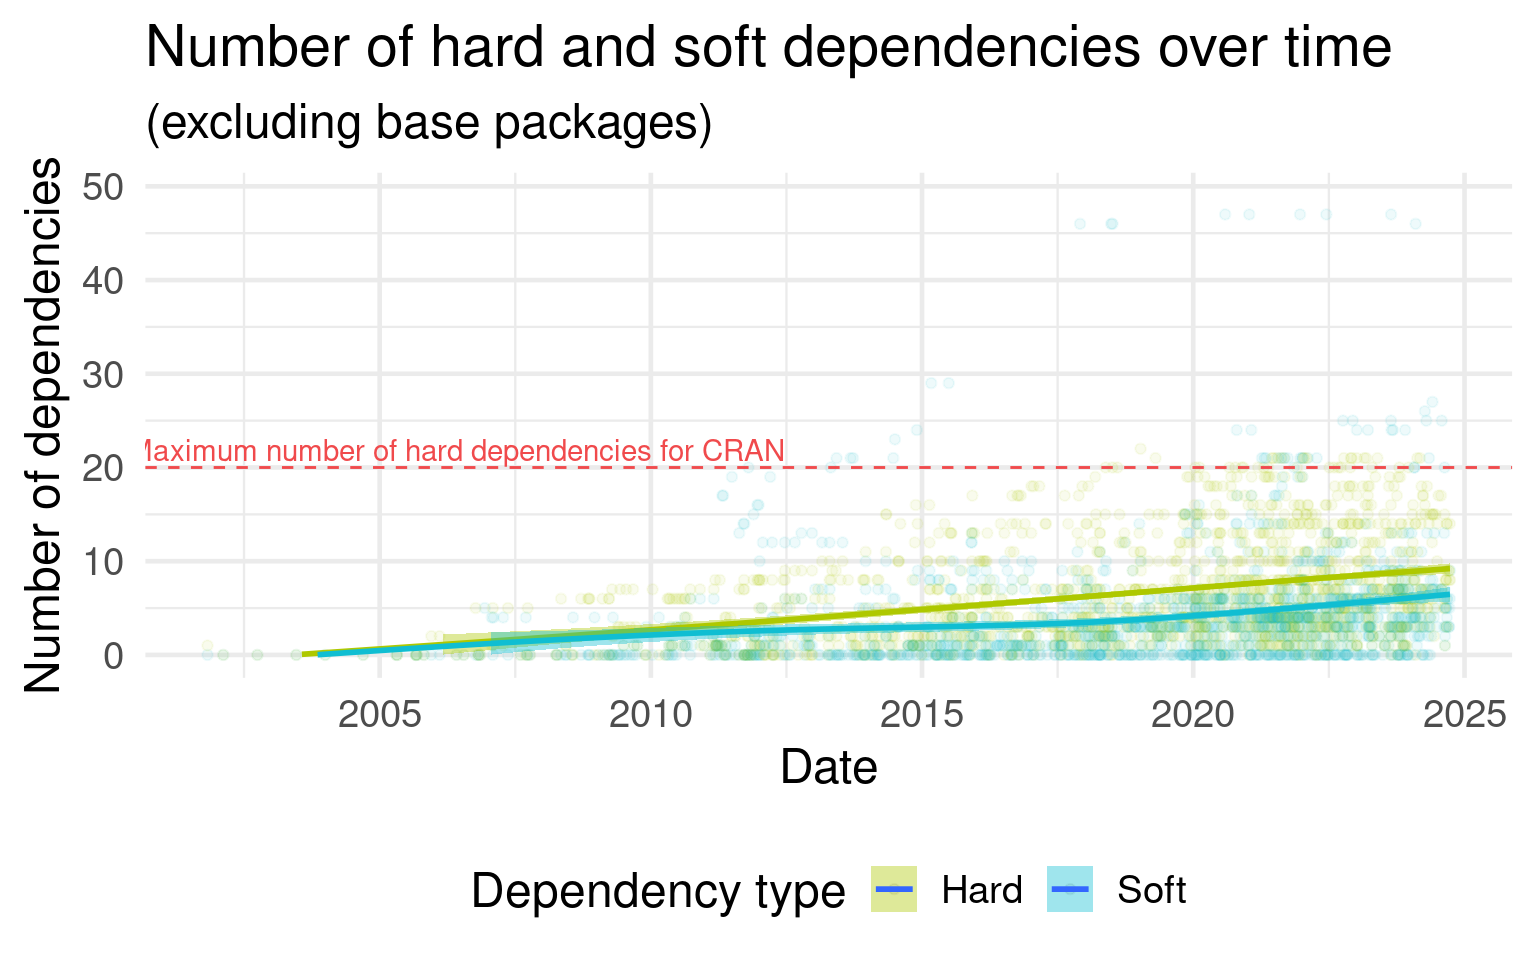 Number of hard and soft dependencies over time
(excluding base packages)
Number of dependencies
50
40
30
20
10
0
Maximum number of hard dependencies for CRAN
2005 2010 2015 2020 2025
Date
Dependency type Hard Soft